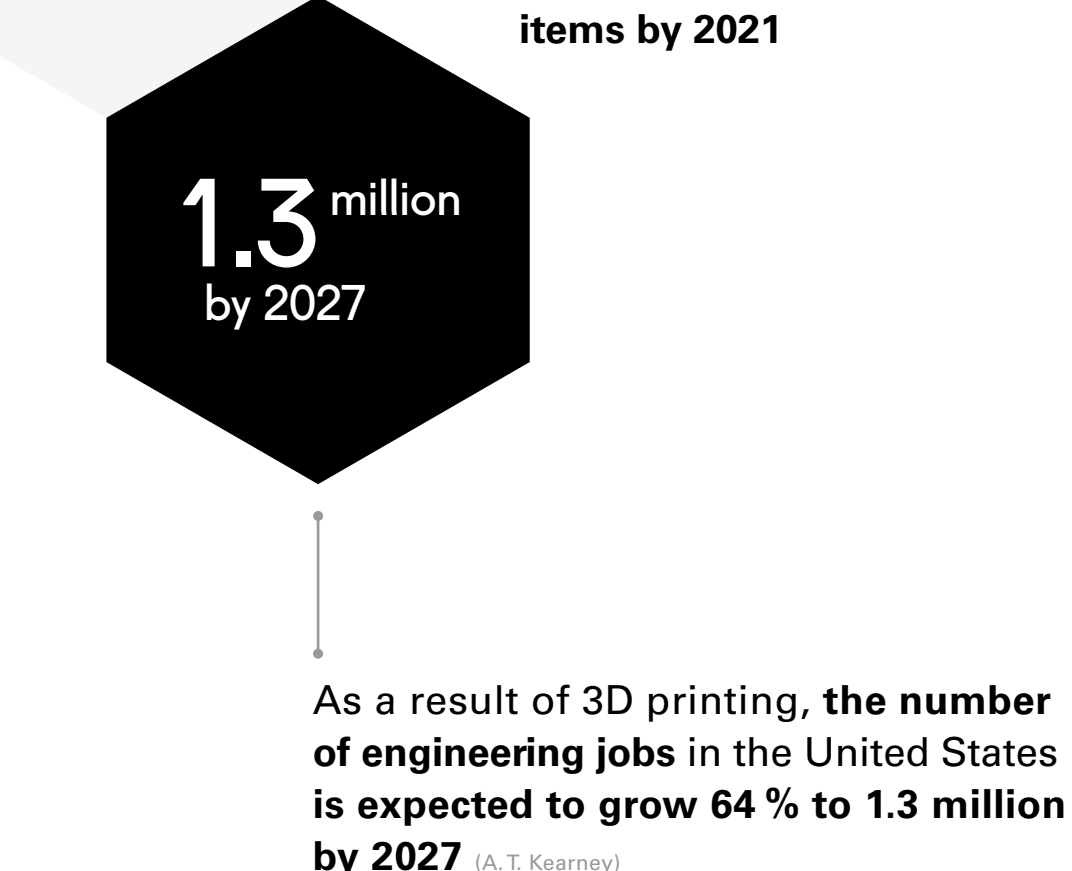 items by 2021
1.3 million
by 2027
As a result of 3D printing, the number
of engineering jobs in the United States
is expected to grow 64 % to 1.3 million
by 2027 (A.T. Kearney)